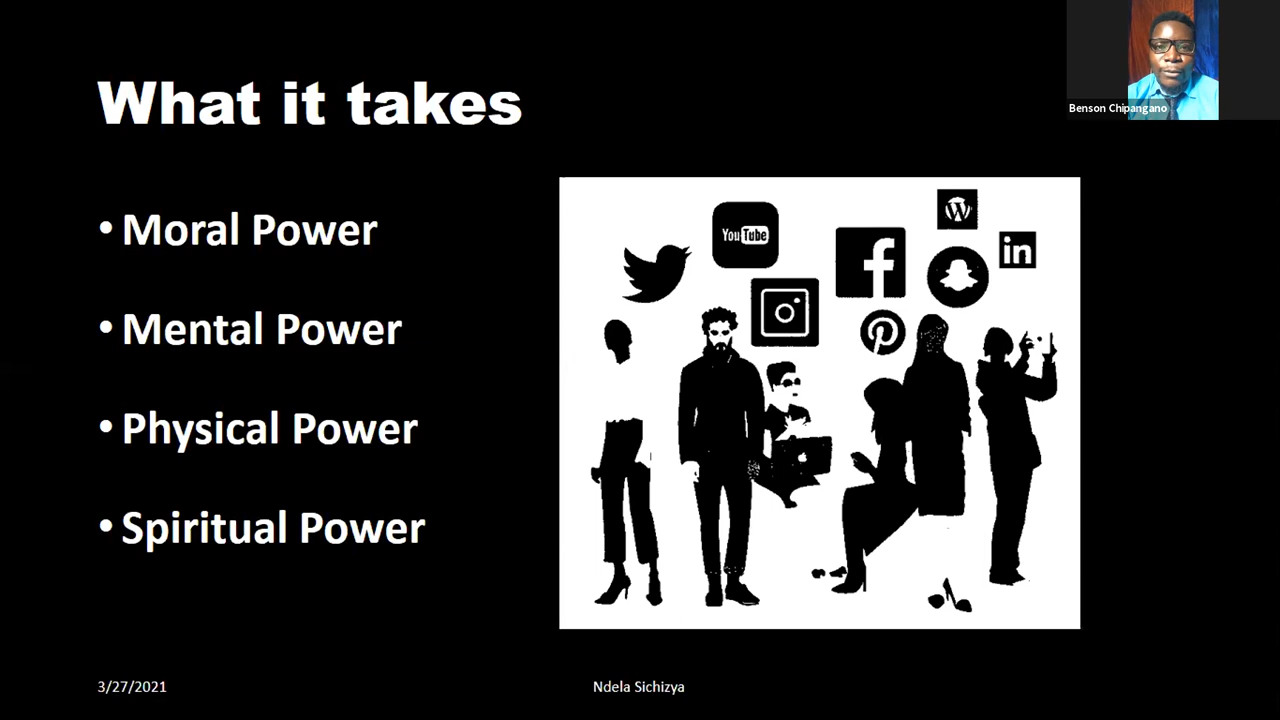 Benson Chipangano
What it takes
• Moral Power
• Mental Power
• Physical Power
• Spiritual Power
You Tube
in
3/27/2021
Ndela Sichizya